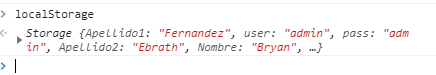 localStorage
Storage {Apellido1: "Fernandez", user: "admin", pass: "adm
in", Apellido2: "Ebrath", Nombre: "Bryan", …}